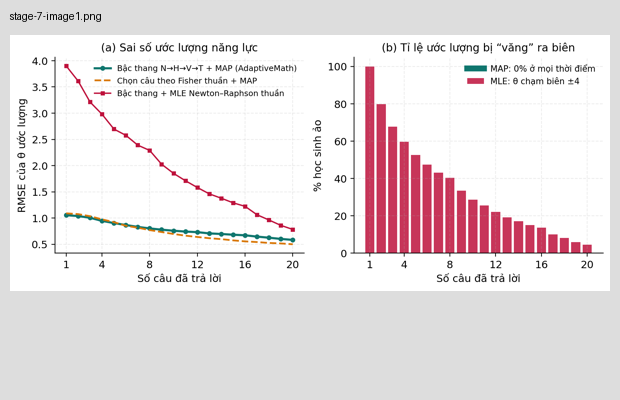 stage-7-image1.png
(a) Sai số ước lượng năng lực
RMSE của θ ước lượng
4.0
3.5
3.0
2.5
2.0
1.5
1.0
0.5
Bậc thang N→H→V→T + MAP (AdaptiveMath)
Chọn câu theo Fisher thuần + MAP
Bậc thang + MLE Newton–Raphson thuần
1 4 8 12 16 20
Số câu đã trả lời
(b) Tỉ lệ ước lượng bị “văng” ra biên
% học sinh ảo
100
80
60
40
20
0
MAP: 0% ở mọi thời điểm
MLE: θ chạm biên ±4
1 4 8 12 16 20
Số câu đã trả lời